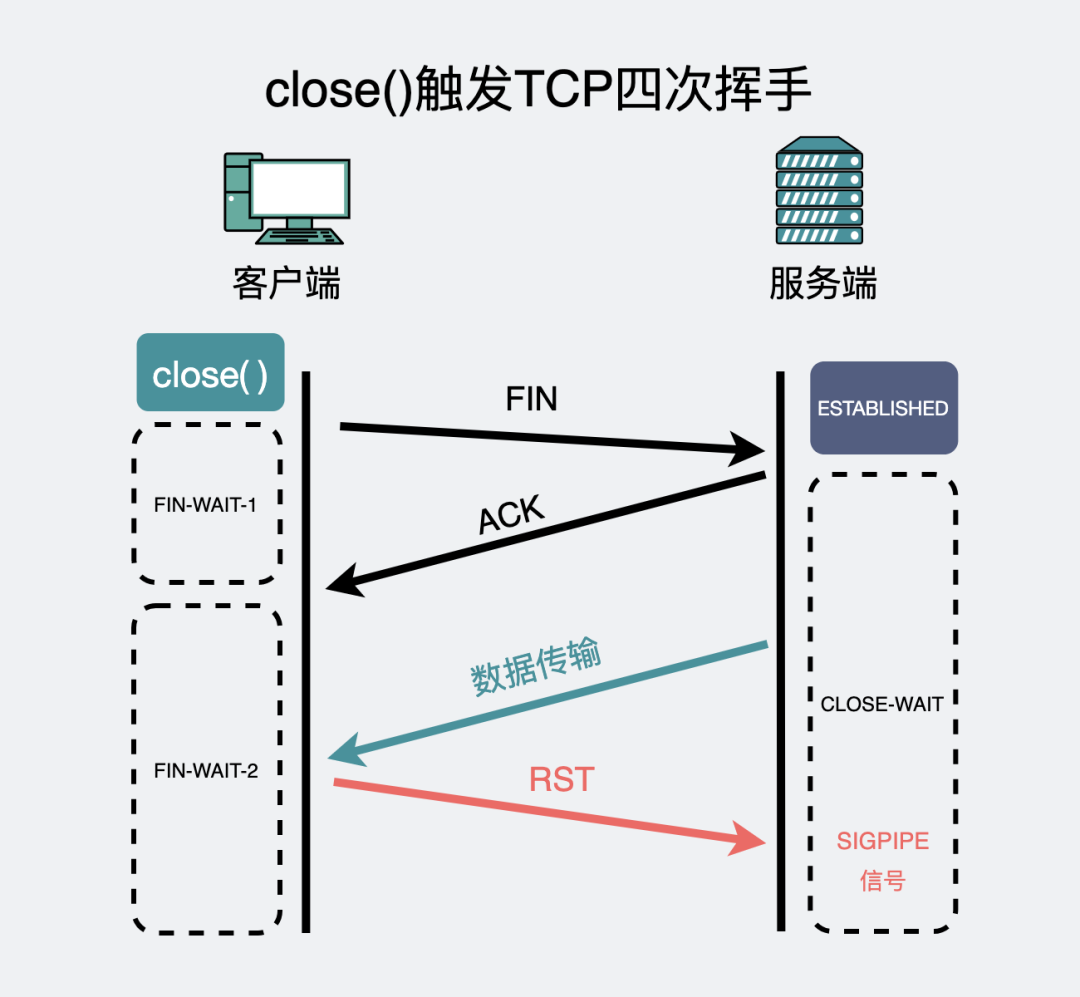 close()触发TCP四次挥手
客户端
服务端
close( )
FIN
ESTABLISHED
FIN-WAIT-1
ACK
数据传输
CLOSE-WAIT
FIN-WAIT-2
RST
SIGPIPE
信号